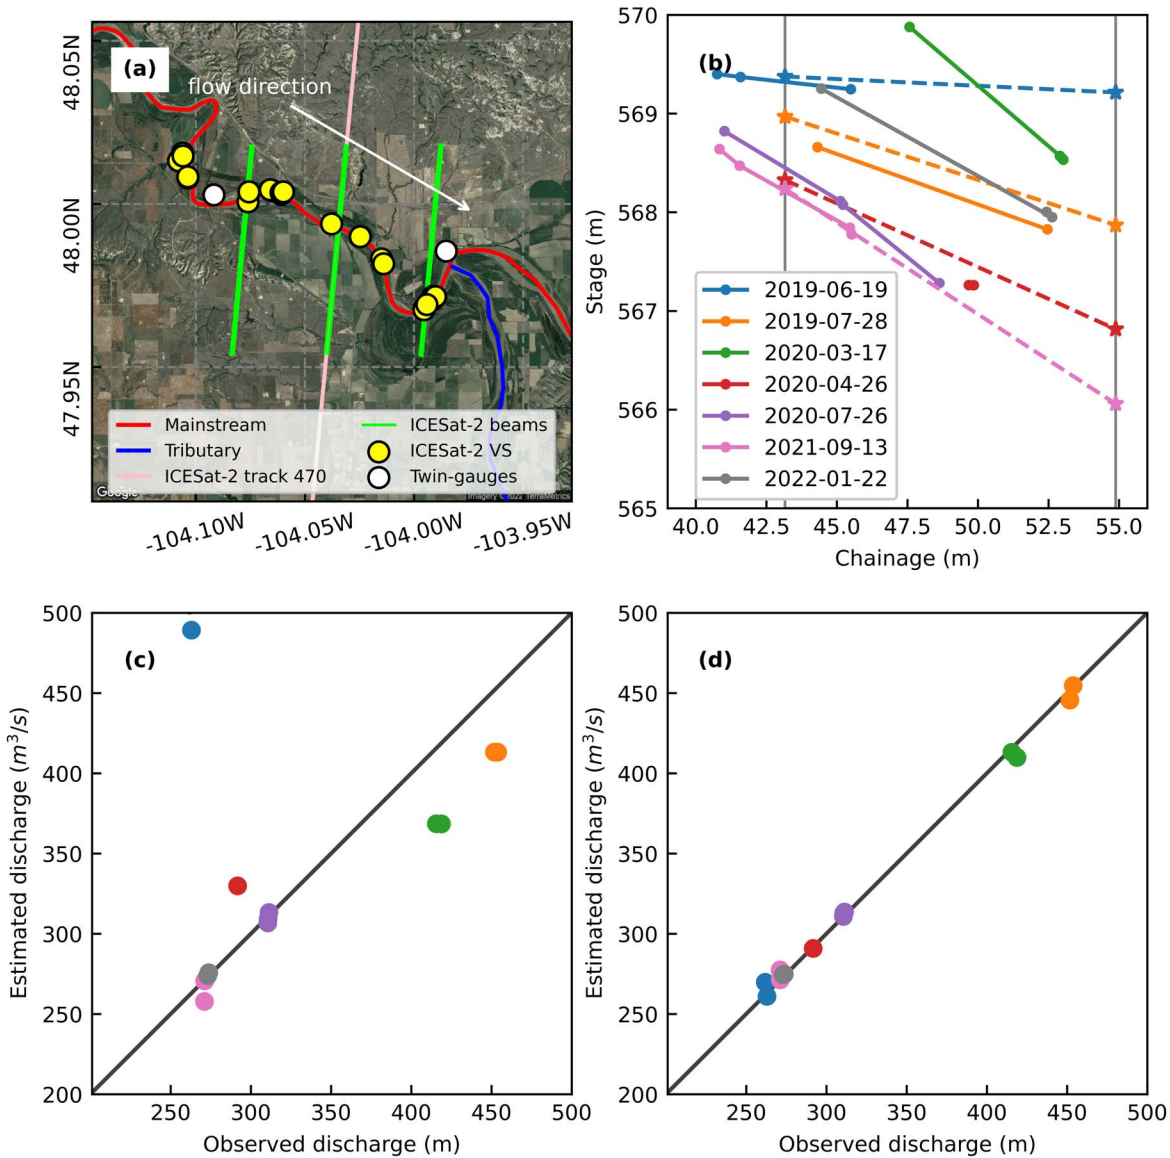 (a)
flow direction
48.05N
48.00N
47.95N
Mainstream
Tributary
ICESat-2 track 470
ICESat-2 beams
ICESat-2 VS
Twin-gauges
Google
Imagery ©2022 TerraMetrics
-104.10W
-104.05W
-104.00W
-103.95W
(b)
570
569
568
567
566
565
Stage (m)
2019-06-19
2019-07-28
2020-03-17
2020-04-26
2020-07-26
2021-09-13
2022-01-22
40.0
42.5
45.0
47.5
50.0
52.5
55.0
Chainage (m)
(c)
500
450
400
350
300
250
200
Estimated discharge (m³/s)
250
300
350
400
450
500
Observed discharge (m)
(d)
500
450
400
350
300
250
200
Estimated discharge (m³/s)
250
300
350
400
450
500
Observed discharge (m)